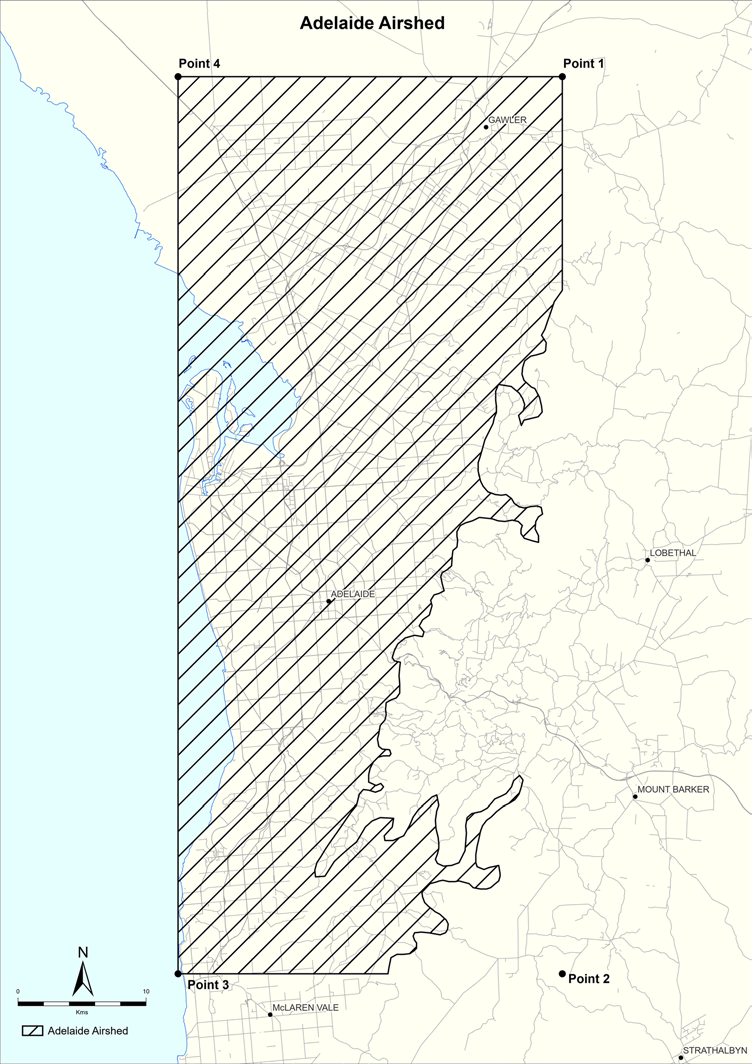 Adelaide Airshed
Point 4
Point 1
GAWLER
LOBETHAL
ADELAIDE
MOUNT BARKER
N
Point 3
Point 2
0 10
Kms
McLAREN VALE
Adelaide Airshed
STRATHALBYN